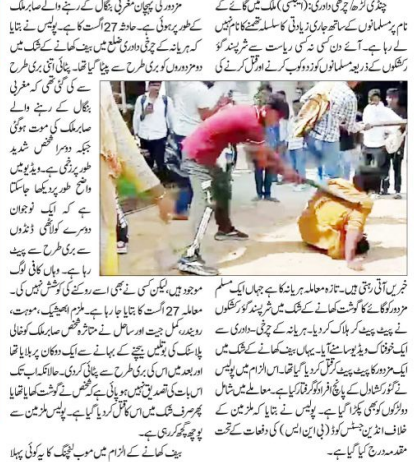 چنڈی گڑھ/ چرخی دادری: (ایجنسی) ملک میں گائے کے
نام پر مسلمانوں کے ساتھ جاری زیادتی کا سلسلہ تھمنے کا نام نہیں
لے رہا ہے۔ آئے دن کسی نہ کسی ریاست سے شرپسند گؤ
رکشکوں کے ذریعہ مسلمانوں کو زدوکوب کرنے اور قتل کرنے کی
خبریں آتی رہتی ہیں۔ تازہ معاملہ ہریانہ کا ہے جہاں ایک مسلم
مزدور کو گائے کا گوشت کھانے کے شک میں شرپسند گؤ رکشکوں
نے پیٹ پیٹ کر ہلاک کر دیا۔ ہریانہ کے چرخی-دادری سے
ایک خوفناک ویڈیو سامنے آیا۔ یہاں بیف کھانے کے شک میں
ایک مزدور کو پیٹ پیٹ کر قتل کر دیا گیا ہے۔ اس الزام میں پولیس
نے گئو رکشا دل کے پانچ افراد کو گرفتار کیا ہے۔ معاملے میں شامل
دو لڑکوں کو بھی پکڑا گیا ہے۔ پولیس نے بتایا کہ ملزمین کے
خلاف انڈین جسٹس کوڈ (بی این ایس) کی دفعات کے تحت
مقدمہ درج کیا گیا ہے۔
مزدور کی پہچان مغربی بنگال کے رہنے والے صابر ملک
کے طور پر ہوئی ہے۔ حادثہ 27 اگست کا ہے۔ پولیس نے بتایا
کہ ہریانہ کے چرخی دادری ضلع میں بیف کھانے کے شک میں
دو مزدوروں کو بری طرح سے پیٹا گیا تھا۔ پٹائی اتنی بری طرح
سے کی گئی تھی کہ مغربی
بنگال کے رہنے والے
صابر ملک کی موت ہو گئی
جبکہ دوسرا شخص شدید
طور پر زخمی ہے۔ ویڈیو میں
واضح طور پر دیکھا جا سکتا
ہے کہ ایک نوجوان
دوسرے کو لاٹھی ڈنڈوں
سے بری طرح سے پیٹ
رہا ہے۔ وہاں کافی لوگ
موجود ہیں، لیکن کسی نے بھی اسے روکنے کی کوشش نہیں کی۔
معاملہ 27 اگست کا بتایا جا رہا ہے۔ ملزم ابھیشیک، موہت،
رویندر، کمل جیت اور ساحل نے متاثرہ شخص صابر ملک کو خالی
پلاسٹک کی بوتلیں بیچنے کے بہانے سے ایک دوکان پر بلایا تھا
اور بعد میں اس کی بری طرح سے پٹائی کر دی۔ حالانکہ اب تک
اس بات کی تصدیق نہیں ہو پائی ہے کہ شخص نے گوشت کھایا تھا یا
پھر صرف شک میں اس کا قتل کر دیا گیا ہے۔ پولیس ملزمین سے
پوچھ گچھ کر رہی ہے۔
بیف کھانے کے الزام میں موب لنچنگ کا یہ کوئی پہلا